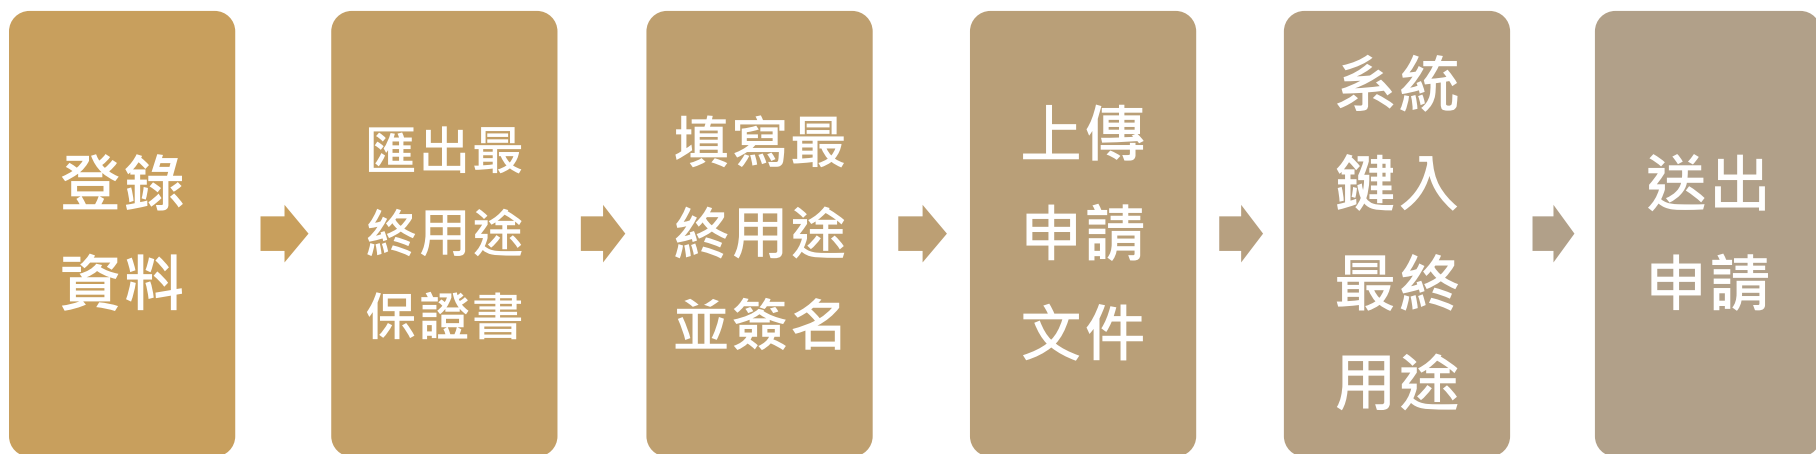 登錄
資料
匯出最
終用途
保證書
填寫最
終用途
並簽名
上傳
申請
文件
系統
鍵入
最終
用途
送出
申請